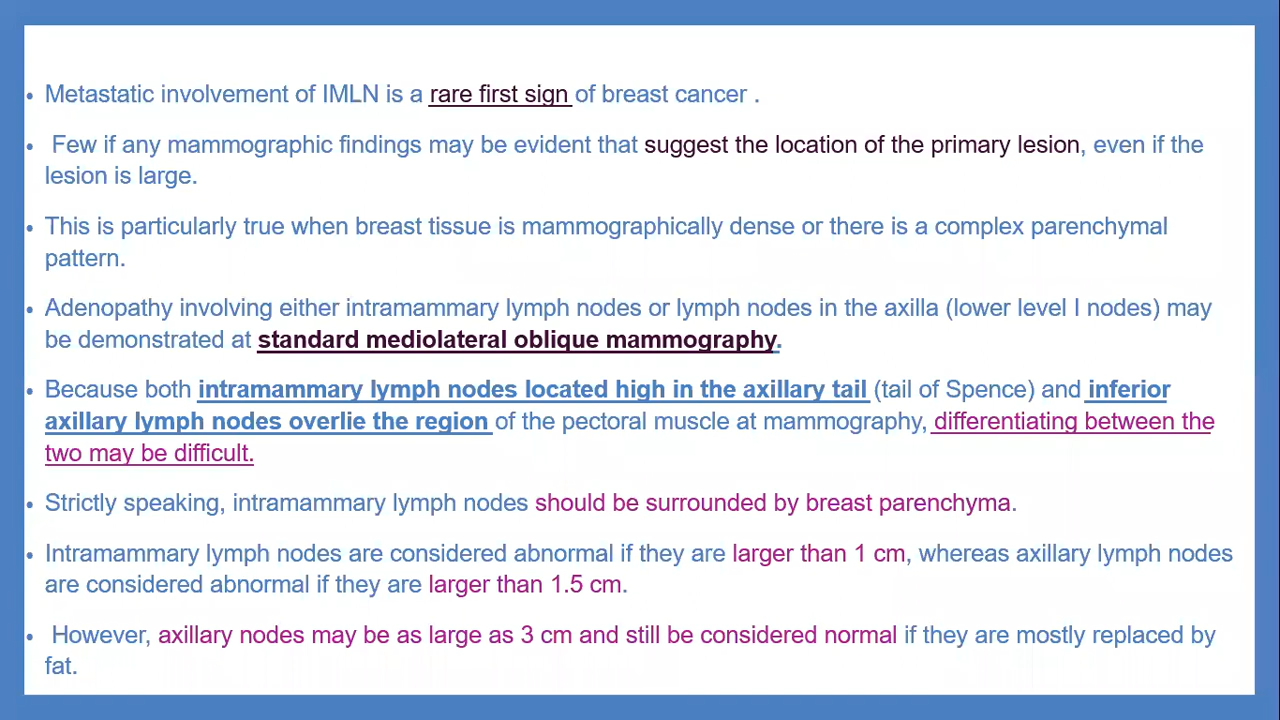 • Metastatic involvement of IMLN is a rare first sign of breast cancer .
• Few if any mammographic findings may be evident that suggest the location of the primary lesion, even if the
lesion is large.
• This is particularly true when breast tissue is mammographically dense or there is a complex parenchymal
pattern.
• Adenopathy involving either intramammary lymph nodes or lymph nodes in the axilla (lower level I nodes) may
be demonstrated at standard mediolateral oblique mammography.
• Because both intramammary lymph nodes located high in the axillary tail (tail of Spence) and inferior
axillary lymph nodes overlie the region of the pectoral muscle at mammography, differentiating between the
two may be difficult.
• Strictly speaking, intramammary lymph nodes should be surrounded by breast parenchyma.
• Intramammary lymph nodes are considered abnormal if they are larger than 1 cm, whereas axillary lymph nodes
are considered abnormal if they are larger than 1.5 cm.
• However, axillary nodes may be as large as 3 cm and still be considered normal if they are mostly replaced by
fat.